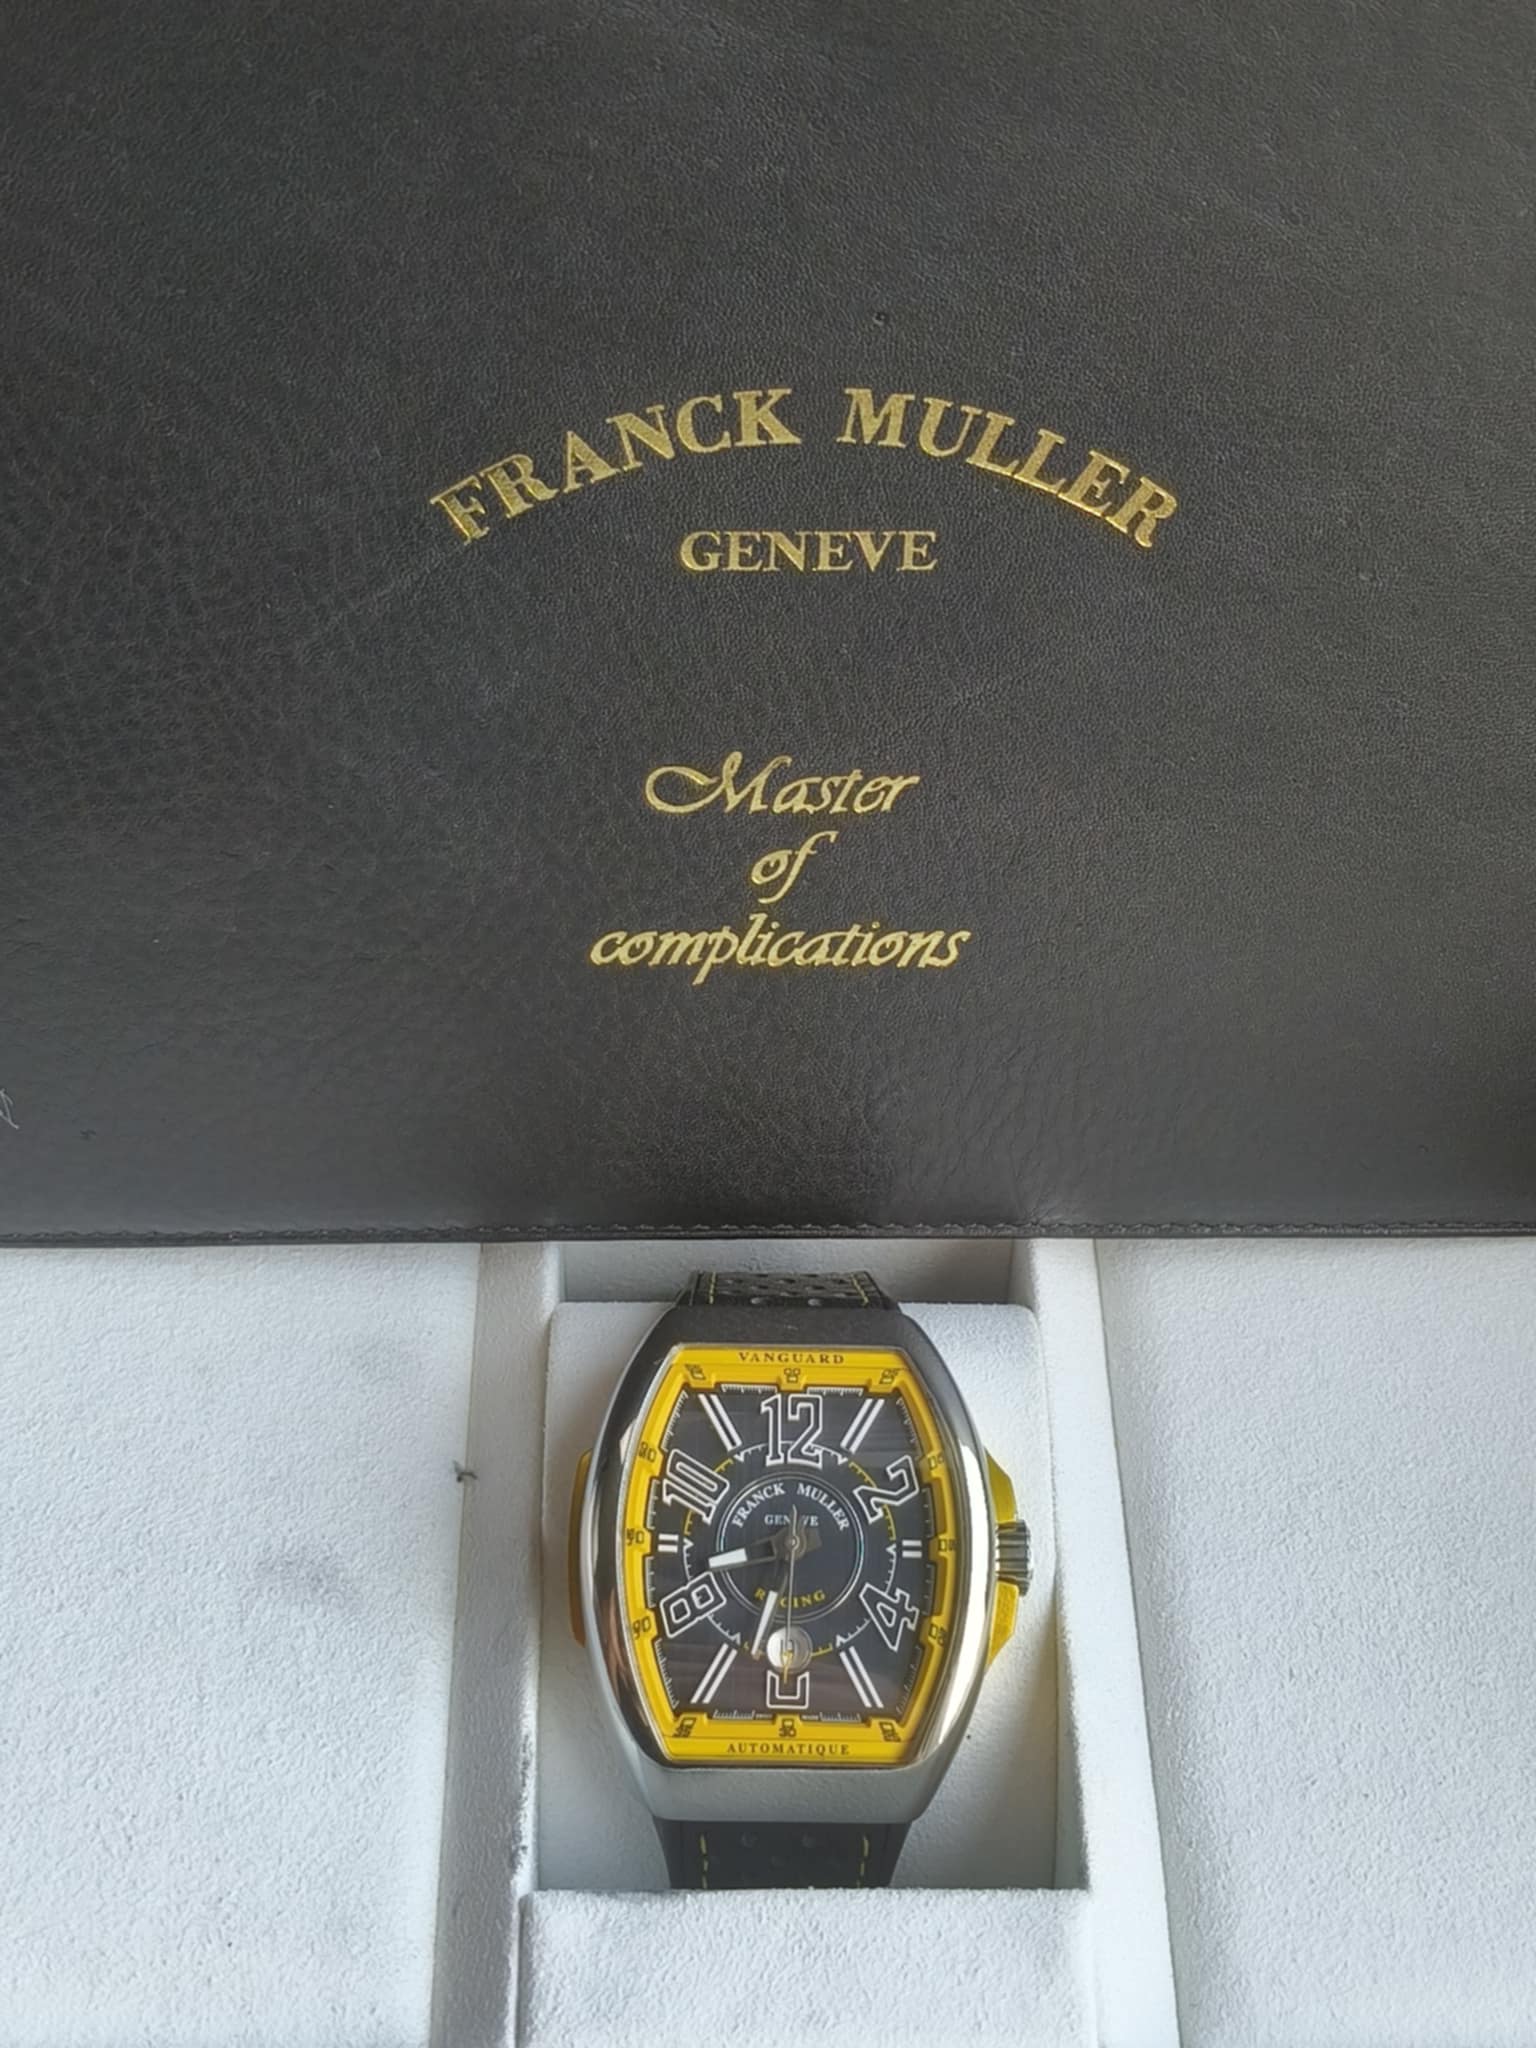 FRANCK MULLER
GENEVE
Master
of
complications
VANGUARD
12
10
2
FRANCK MULLER
GENEVE
8
4
RACING
AUTOMATIQUE